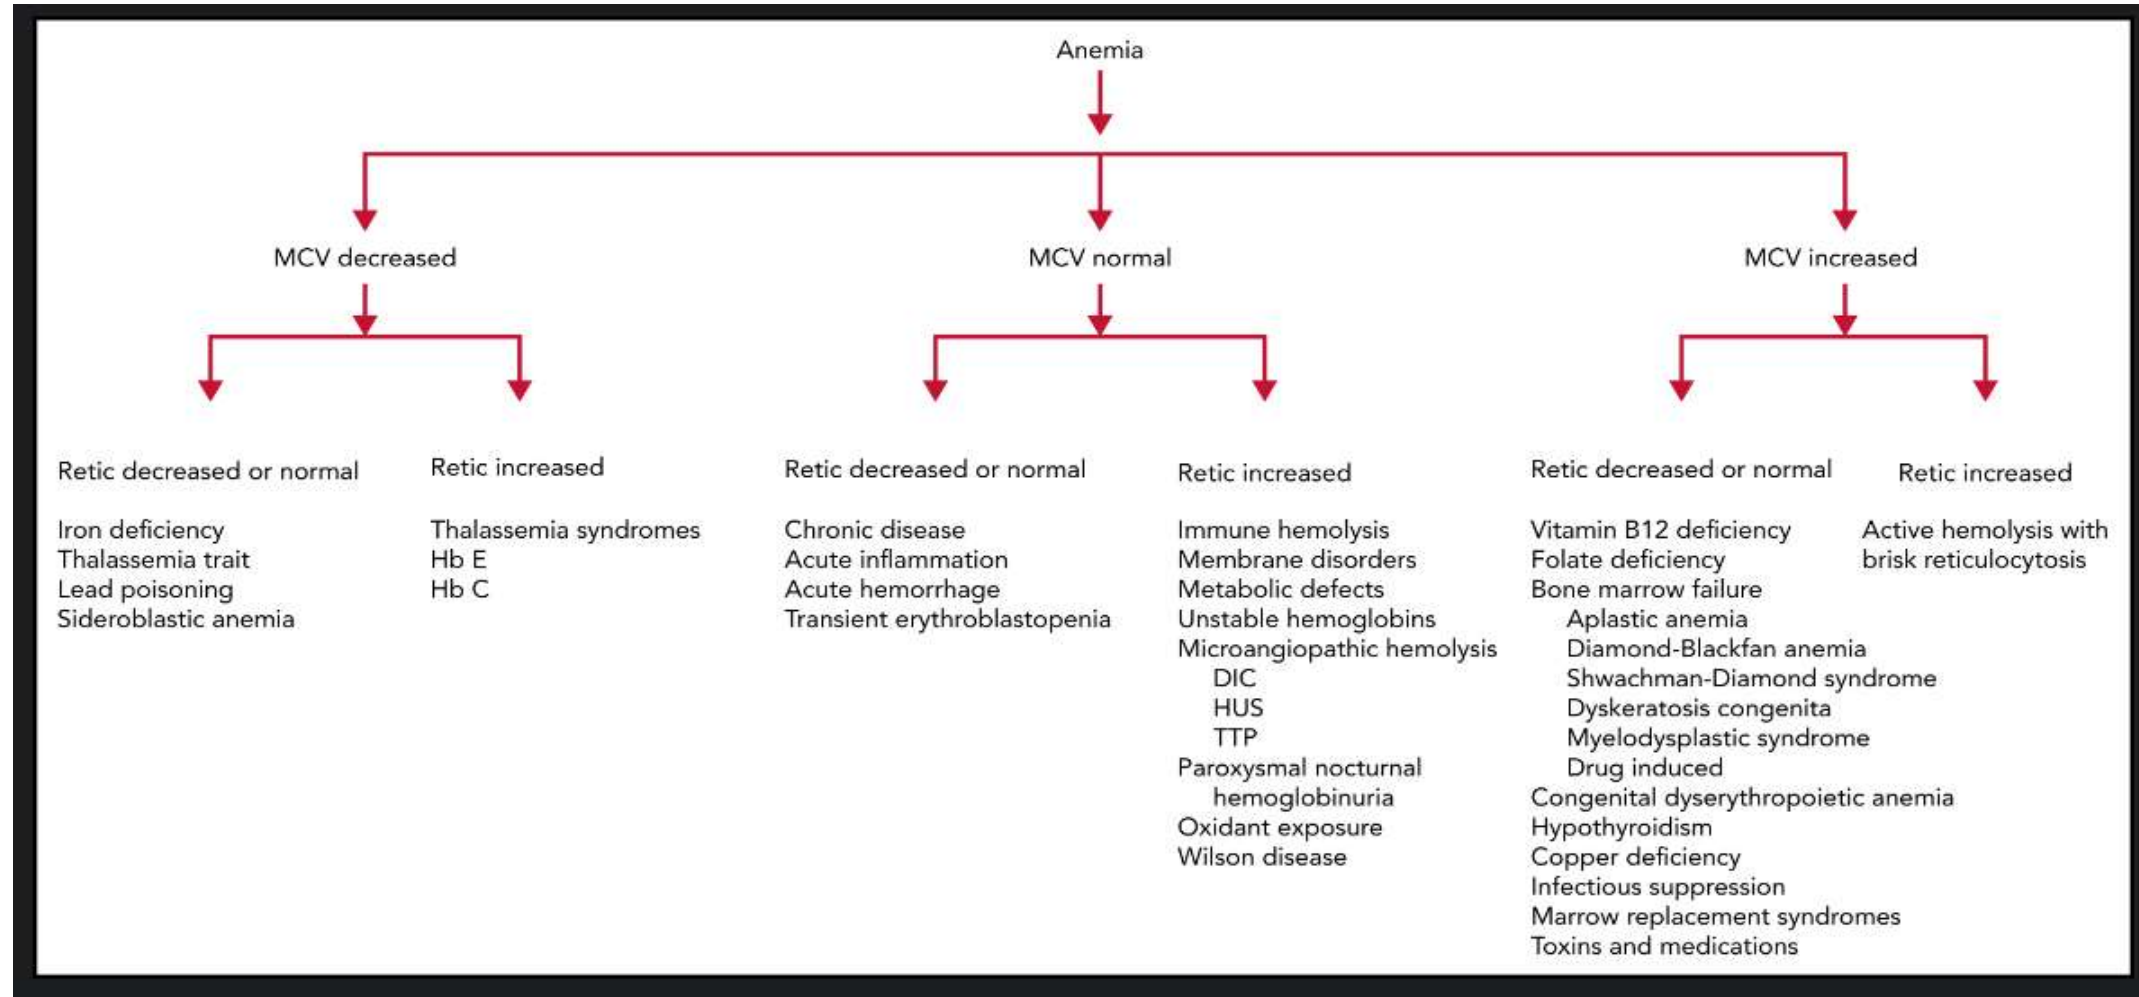 Anemia
MCV decreased
MCV normal
MCV increased
Retic decreased or normal
Iron deficiency
Thalassemia trait
Lead poisoning
Sideroblastic anemia
Retic increased
Thalassemia syndromes
Hb E
Hb C
Retic decreased or normal
Chronic disease
Acute inflammation
Acute hemorrhage
Transient erythroblastopenia
Retic increased
Immune hemolysis
Membrane disorders
Metabolic defects
Unstable hemoglobins
Microangiopathic hemolysis
DIC
HUS
TTP
Paroxysmal nocturnal
hemoglobinuria
Oxidant exposure
Wilson disease
Retic decreased or normal
Vitamin B12 deficiency
Folate deficiency
Bone marrow failure
Aplastic anemia
Diamond-Blackfan anemia
Shwachman-Diamond syndrome
Dyskeratosis congenita
Myelodysplastic syndrome
Drug induced
Congenital dyserythropoietic anemia
Hypothyroidism
Copper deficiency
Infectious suppression
Marrow replacement syndromes
Toxins and medications
Retic increased
Active hemolysis with
brisk reticulocytosis